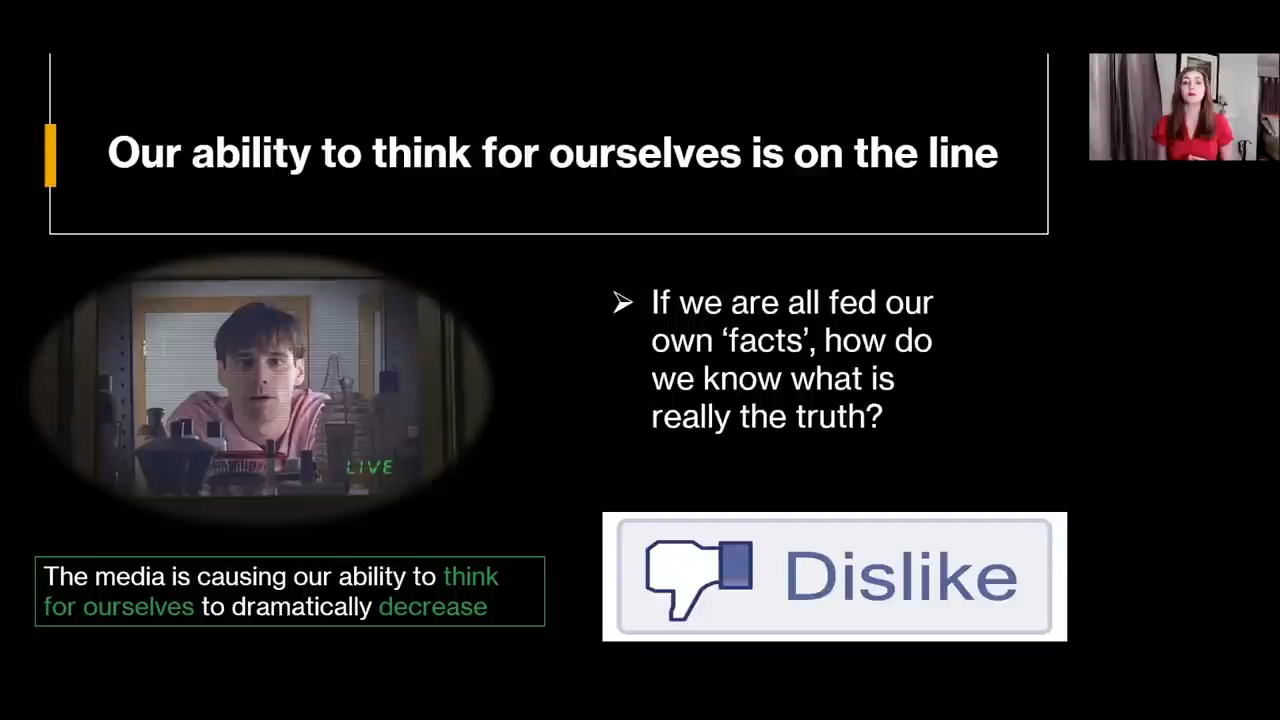 Our ability to think for ourselves is on the line
If we are all fed our
own ‘facts’, how do
we know what is
really the truth?
LIVE
The media is causing our ability to think
for ourselves to dramatically decrease
Dislike